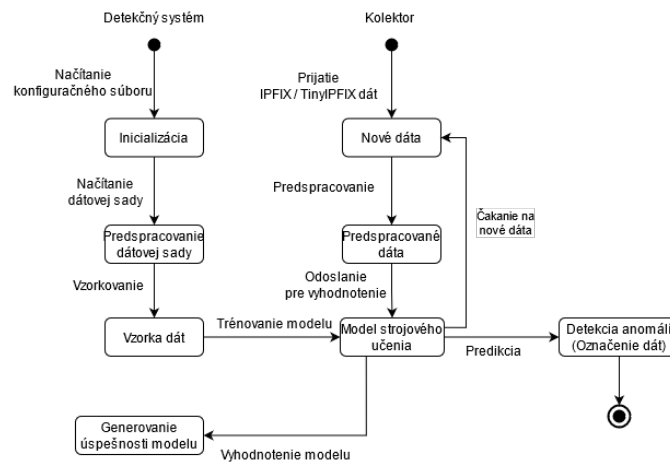 Detekčný systém
Kolektor
Načítanie
konfiguračného súboru
Prijatie
IPFIX / TinyIPFIX dát
Inicializácia
Nové dáta
Načítanie
dátovej sady
Predspracovanie
Čakanie na
nové dáta
Predspracovanie
dátovej sady
Predspracované
dáta
Vzorkovanie
Odoslanie
pre vyhodnotenie
Vzorka dát
Trénovanie modelu
Model strojového
učenia
Predikcia
Detekcia anomálí
(Označenie dát)
Generovanie
úspešnosti modelu
Vyhodnotenie modelu